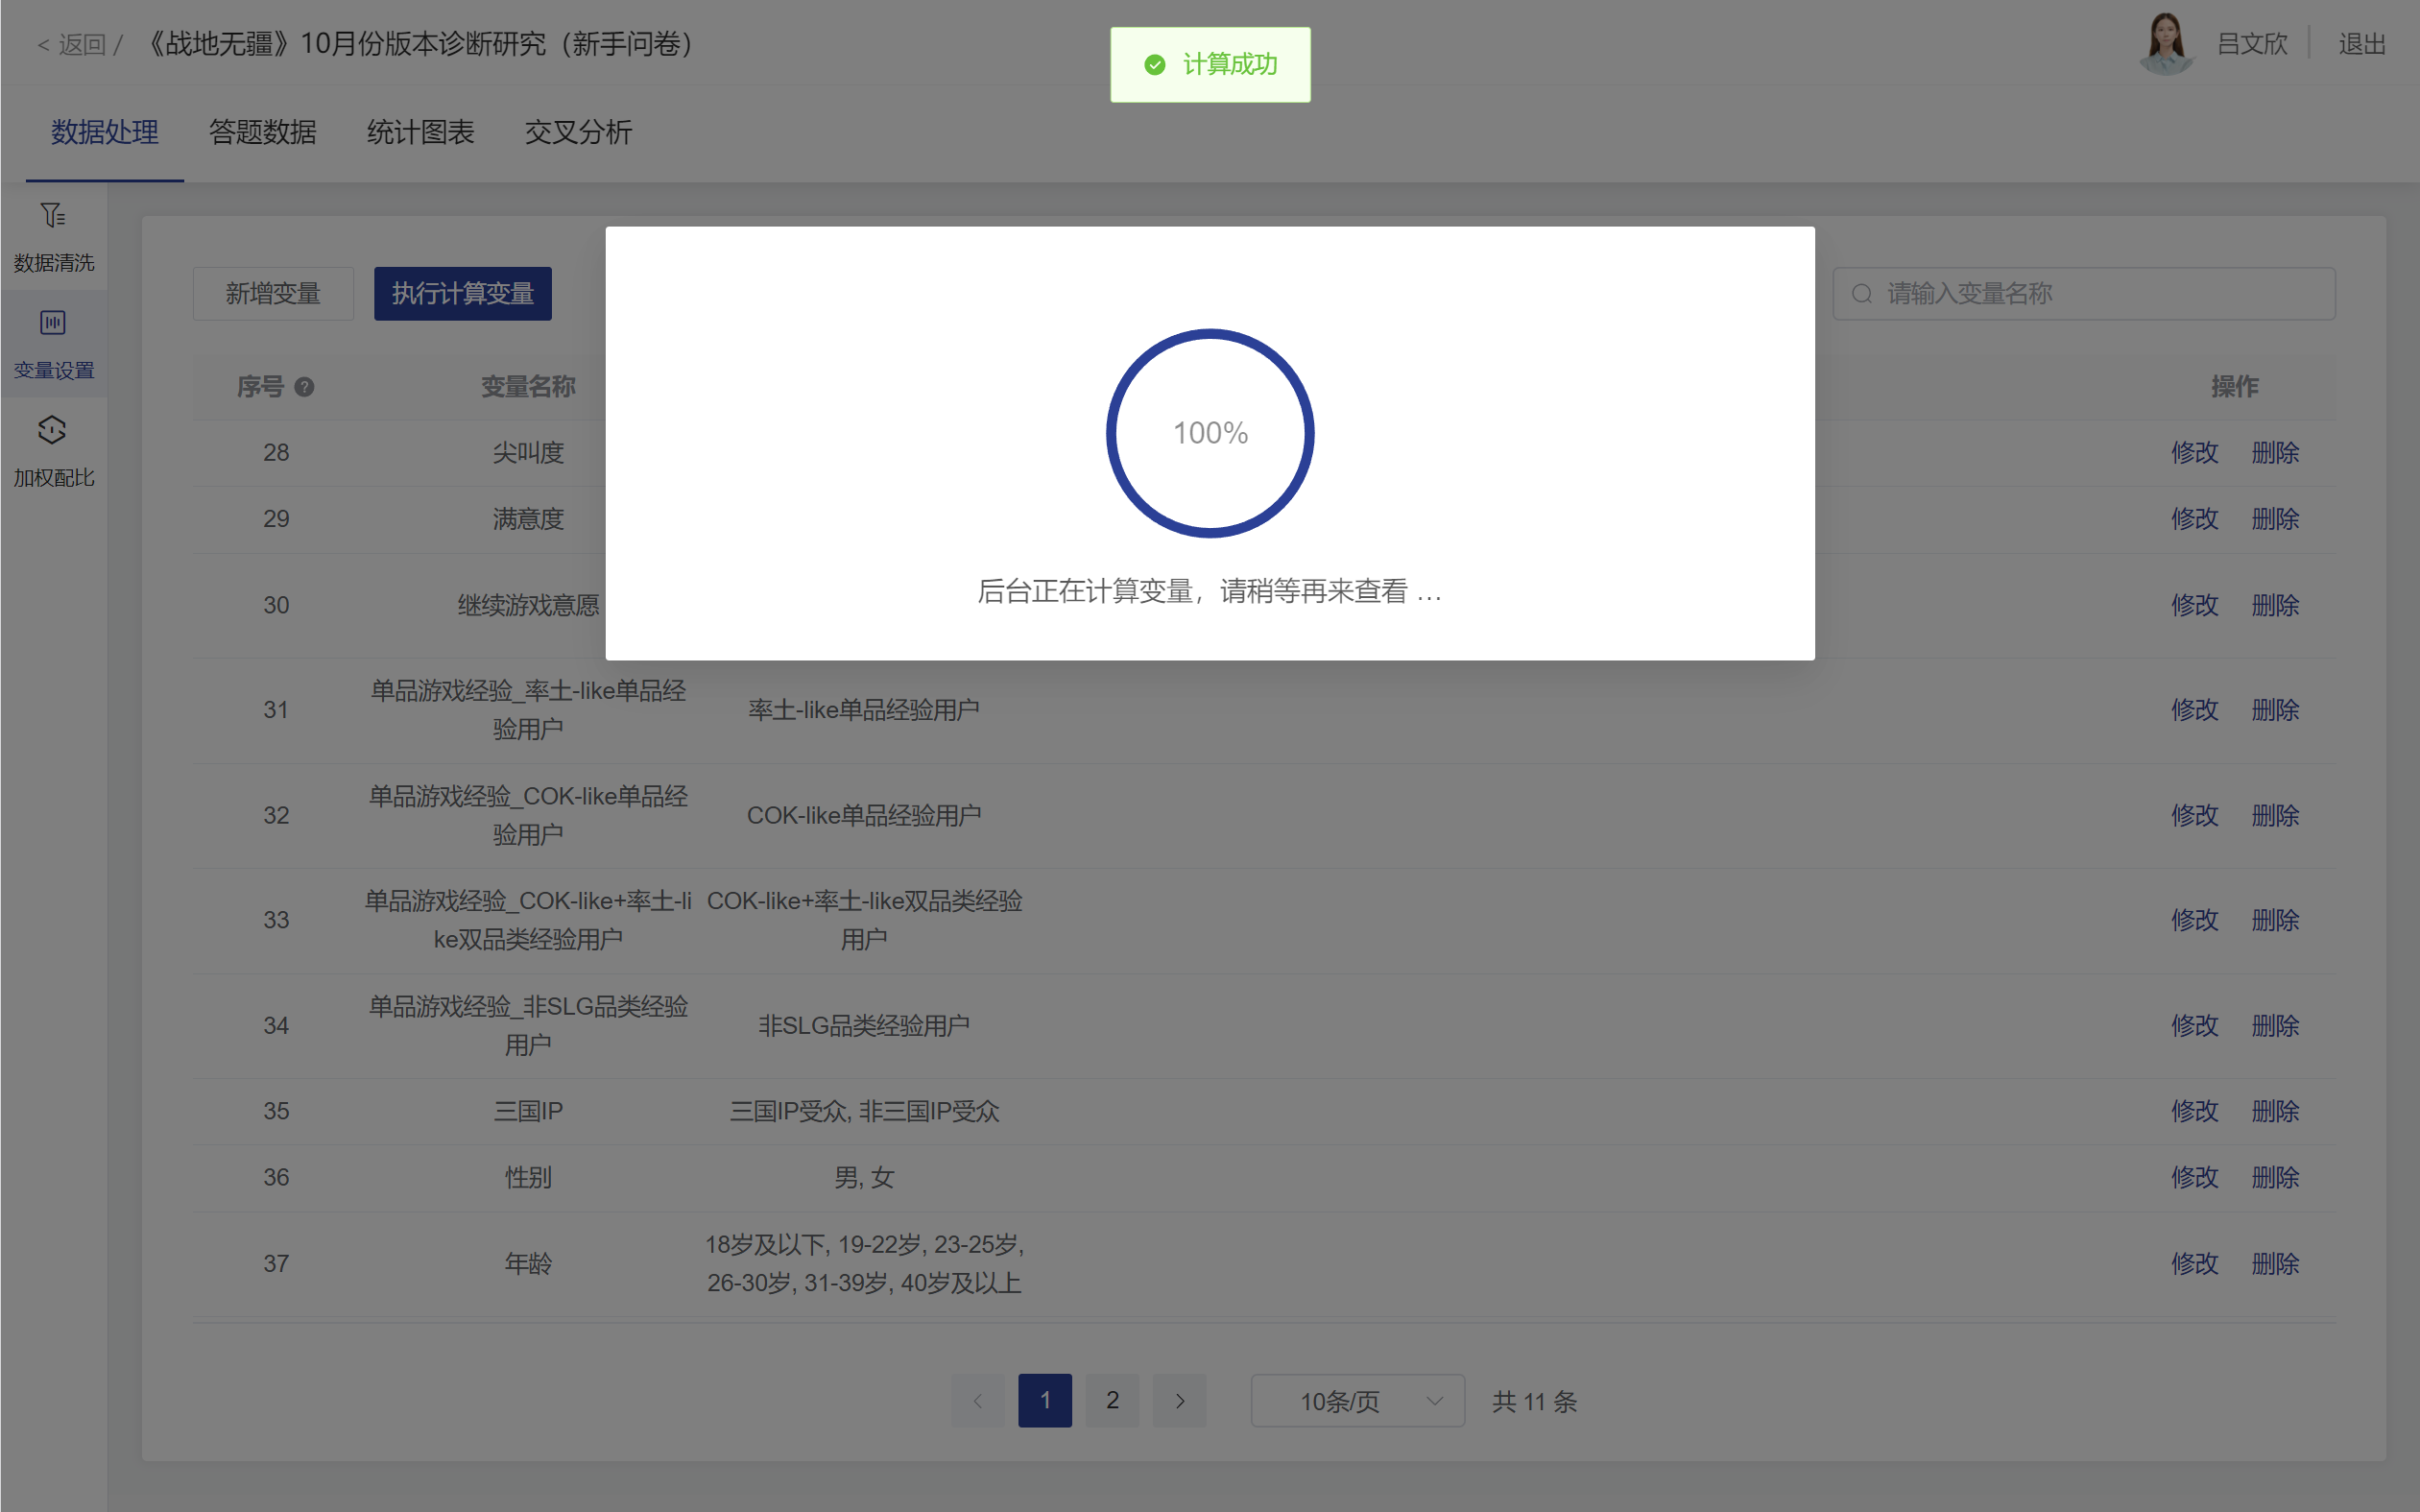 < 返回 / 《战地无疆》10月份版本诊断研究（新手问卷）
计算成功
吕文欣
退出
数据处理 答题数据 统计图表 交叉分析
数据清洗
变量设置
加权配比
新增变量 执行计算变量
请输入变量名称
100%
后台正在计算变量，请稍等再来查看 ...
序号 变量名称 操作
28 尖叫度 修改 删除
29 满意度 修改 删除
30 继续游戏意愿 修改 删除
31 单品游戏经验_率土-like单品经
验用户 率土-like单品经验用户 修改 删除
32 单品游戏经验_COK-like单品经
验用户 COK-like单品经验用户 修改 删除
33 单品游戏经验_COK-like+率土-li
ke双品类经验用户 COK-like+率土-like双品类经验
用户 修改 删除
34 单品游戏经验_非SLG品类经验
用户 非SLG品类经验用户 修改 删除
35 三国IP 三国IP受众, 非三国IP受众 修改 删除
36 性别 男, 女 修改 删除
37 年龄 18岁及以下, 19-22岁, 23-25岁,
26-30岁, 31-39岁, 40岁及以上 修改 删除
1 2 10条/页 共 11 条